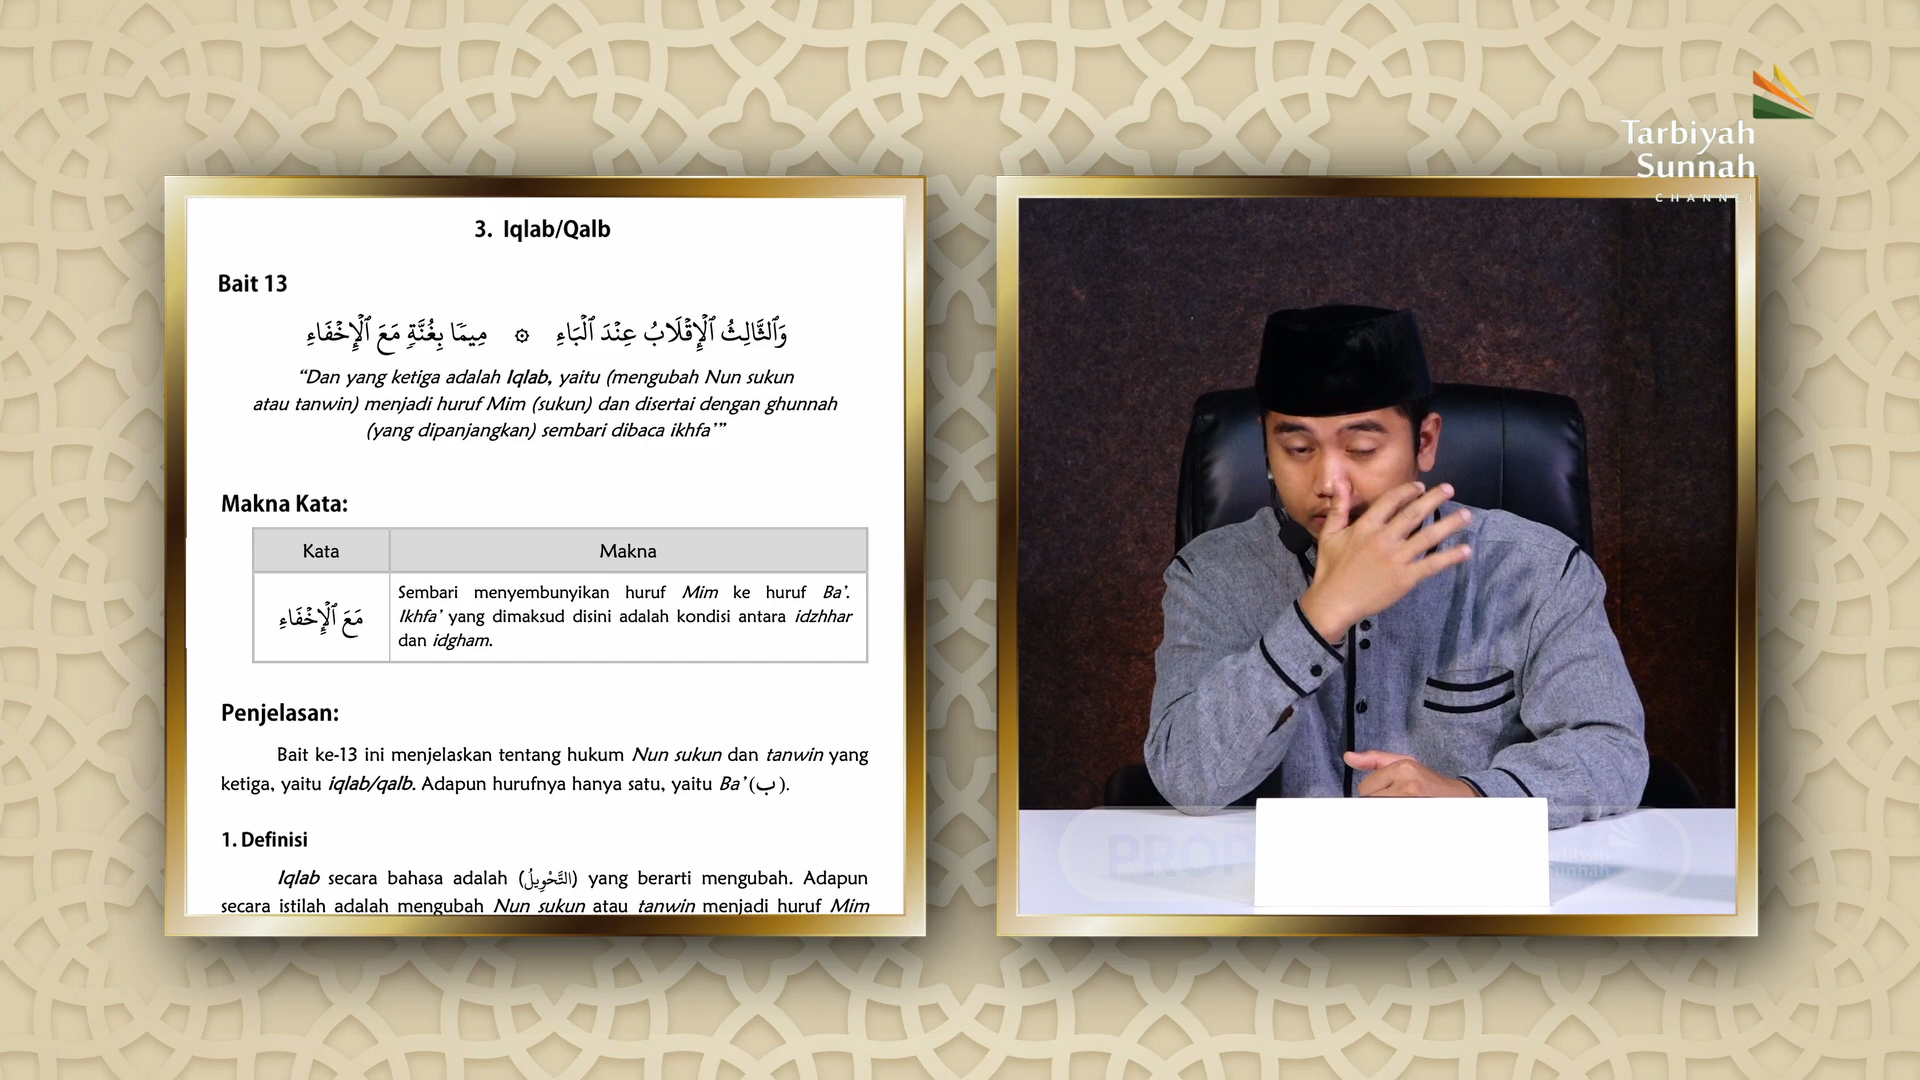 3. Iqlab/Qalb
Bait 13
وَٱلثَّالِثُ ٱلْإِقْلَابُ عِنْدَ ٱلْبَاءِ ۞ مِيمًا بِغُنَّةٍ مَعَ ٱلْإِخْفَاءِ
“Dan yang ketiga adalah Iqlab, yaitu (mengubah Nun sukun
atau tanwin) menjadi huruf Mim (sukun) dan disertai dengan ghunnah
(yang dipanjangkan) sembari dibaca ikhfa’”
Makna Kata:
Kata Makna
مَعَ ٱلْإِخْفَاءِ
Sembari menyembunyikan huruf Mim ke huruf Ba’.
Ikhfa’ yang dimaksud disini adalah kondisi antara idzhhar
dan idgham.
Penjelasan:
Bait ke-13 ini menjelaskan tentang hukum Nun sukun dan tanwin yang
ketiga, yaitu iqlab/qalb. Adapun hurufnya hanya satu, yaitu Ba’ (ب).
1. Definisi
Iqlab secara bahasa adalah (التَّحْوِيلُ) yang berarti mengubah. Adapun
secara istilah adalah mengubah Nun sukun atau tanwin menjadi huruf Mim
Tarbiyah
Sunnah
CHANNEL
PROP
Tarbiyah
Sunnah